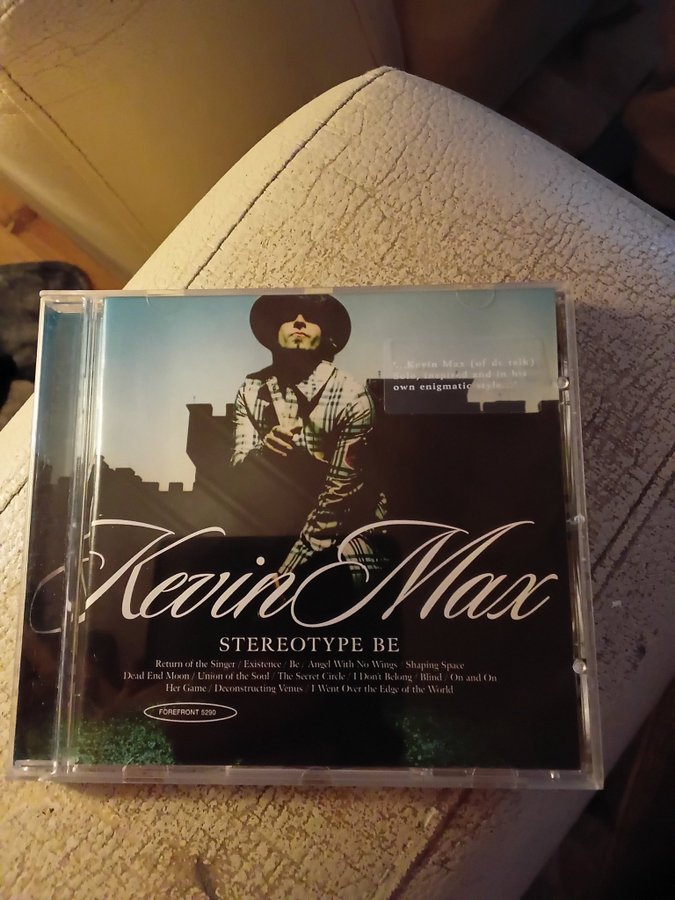 "...Kevin Max (of dc talk)
Solo, inspired and in his
own enigmatic style..."
Kevin Max
STEREOTYPE BE
Return of the Singer / Existence / Be / Angel With No Wings / Shaping Space
Dead End Moon / Union of the Soul / The Secret Circle / I Don't Belong / Blind / On and On
Her Game / Deconstructing Venus / I Went Over the Edge of the World
FOREFRONT 5290